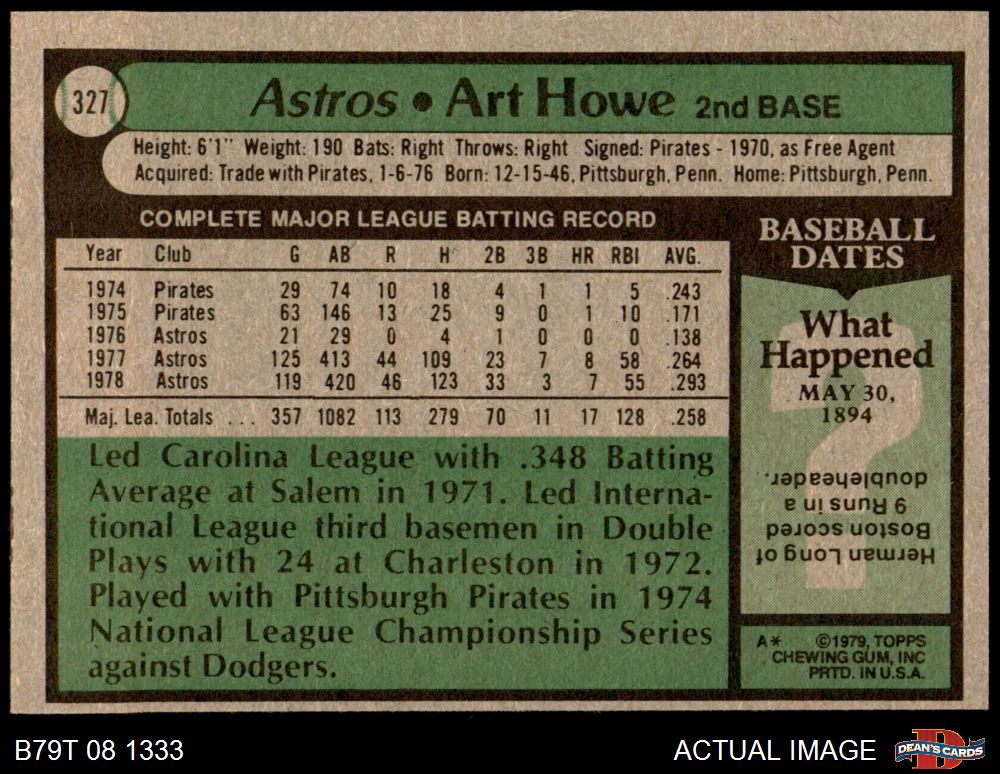 327
Astros • Art Howe 2nd BASE
Height: 6'1" Weight: 190 Bats: Right Throws: Right Signed: Pirates - 1970, as Free Agent
Acquired: Trade with Pirates, 1-6-76 Born: 12-15-46, Pittsburgh, Penn. Home: Pittsburgh, Penn.
COMPLETE MAJOR LEAGUE BATTING RECORD
Year Club G AB R H 2B 3B HR RBI AVG.
1974 Pirates 29 74 10 18 4 1 1 5 .243
1975 Pirates 63 146 13 25 9 0 1 10 .171
1976 Astros 21 29 0 4 1 0 0 0 .138
1977 Astros 125 413 44 109 23 7 8 58 .264
1978 Astros 119 420 46 123 33 3 7 55 .293
Maj. Lea. Totals . . . 357 1082 113 279 70 11 17 128 .258
Led Carolina League with .348 Batting
Average at Salem in 1971. Led Interna-
tional League third basemen in Double
Plays with 24 at Charleston in 1972.
Played with Pittsburgh Pirates in 1974
National League Championship Series
against Dodgers.
BASEBALL
DATES
What
Happened
MAY 30,
1894
?
Herman Long of
Boston scored
9 Runs in a
doubleheader.
A* ©1979, TOPPS
CHEWING GUM, INC
PRTD. IN U.S.A.
B79T 08 1333
ACTUAL IMAGE
D
DEAN'S CARDS